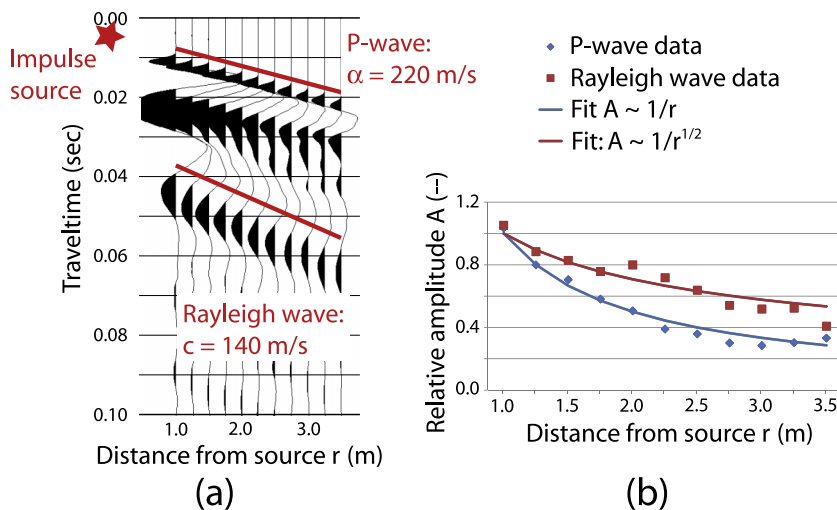 0.00
0.02
0.04
0.06
0.08
0.10
Traveltime (sec)
Impulse
source
P-wave:
α = 220 m/s
Rayleigh wave:
c = 140 m/s
1.0
2.0
3.0
Distance from source r (m)
(a)
P-wave data
Rayleigh wave data
Fit A ~ 1/r
Fit: A ~ 1/r^1/2
Relative amplitude A (--)
1.2
0.8
0.4
0.0
1.0
1.5
2.0
2.5
3.0
3.5
Distance from source r (m)
(b)